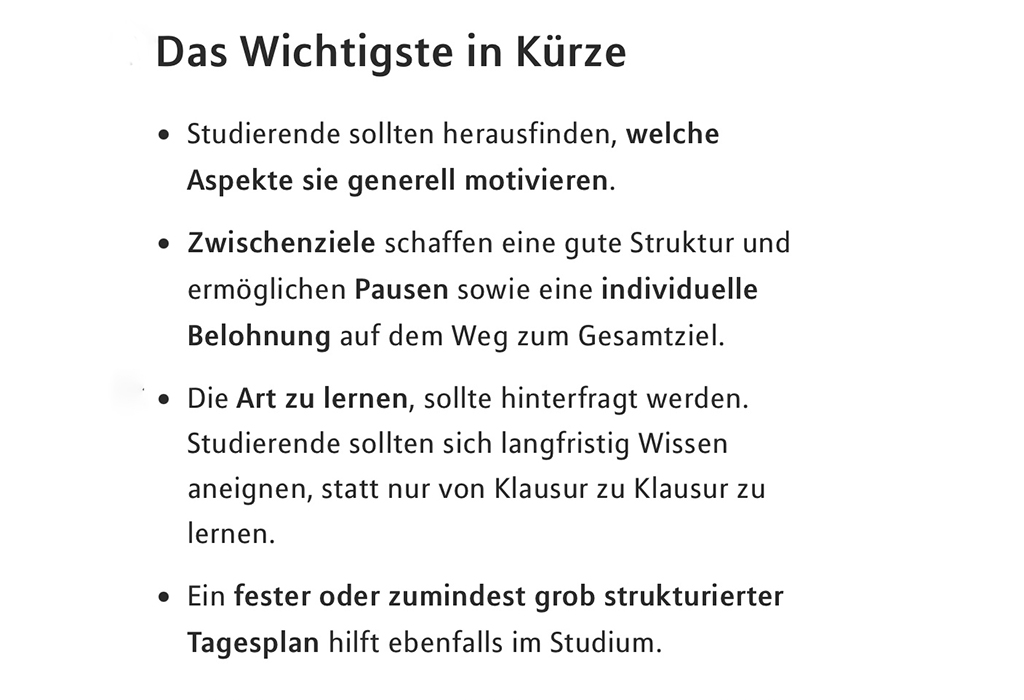 Das Wichtigste in Kürze
• Studierende sollten herausfinden, welche
Aspekte sie generell motivieren.
• Zwischenziele schaffen eine gute Struktur und
ermöglichen Pausen sowie eine individuelle
Belohnung auf dem Weg zum Gesamtziel.
• Die Art zu lernen, sollte hinterfragt werden.
Studierende sollten sich langfristig Wissen
aneignen, statt nur von Klausur zu Klausur zu
lernen.
• Ein fester oder zumindest grob strukturierter
Tagesplan hilft ebenfalls im Studium.